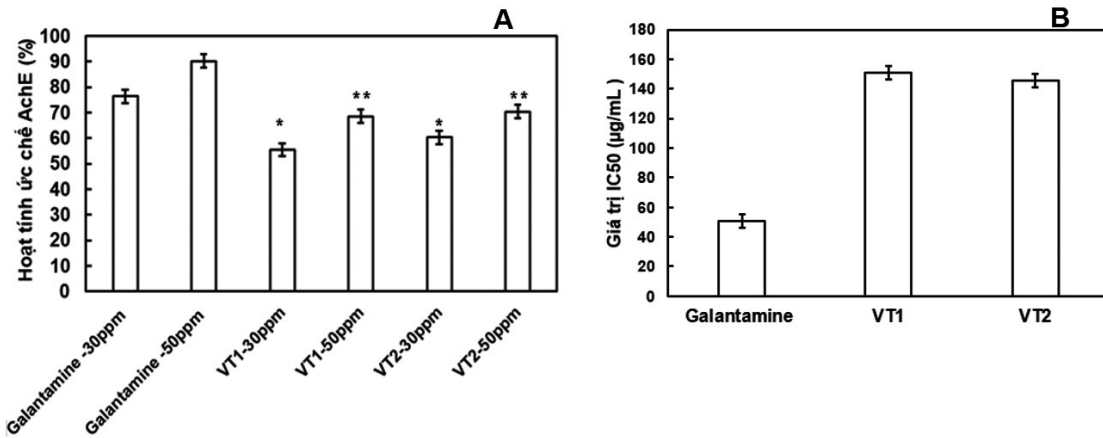 A
Hoạt tính ức chế AchE (%)
100
90
80
70
60
50
40
30
20
10
0
*
**
*
**
Galantamine -30ppm
Galantamine -50ppm
VT1-30ppm
VT1-50ppm
VT2-30ppm
VT2-50ppm
B
Giá trị IC50 (µg/mL )
180
160
140
120
100
80
60
40
20
0
Galantamine
VT1
VT2